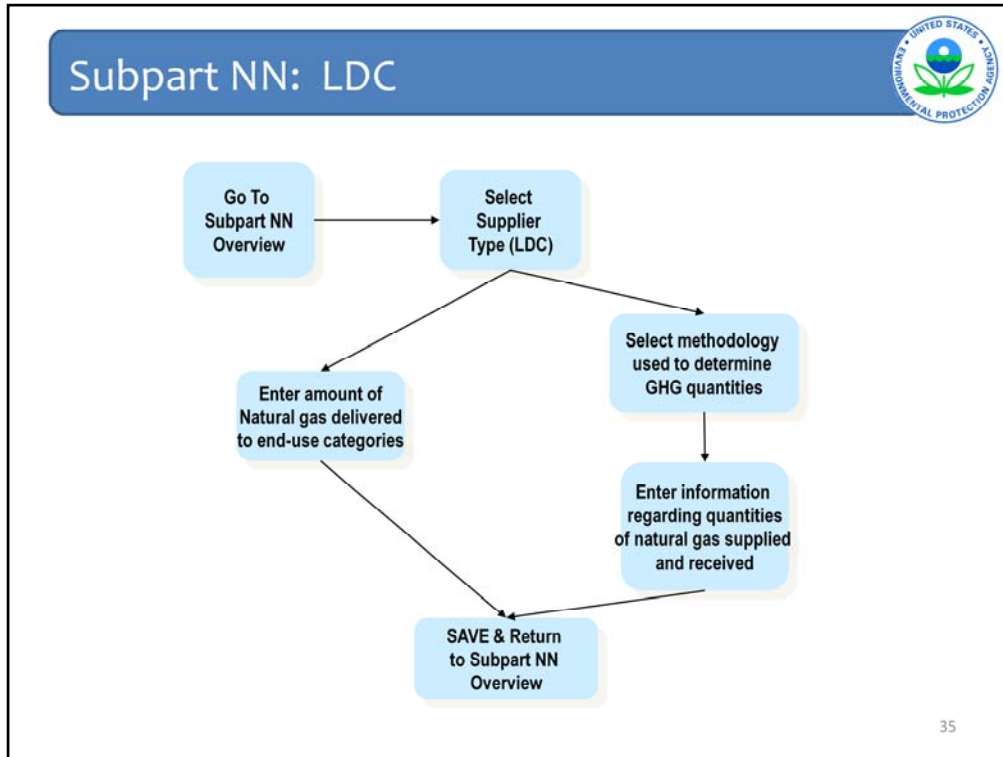 Subpart NN: LDC
UNITED STATES
ENVIRONMENTAL PROTECTION AGENCY
Go To
Subpart NN
Overview
Select
Supplier
Type (LDC)
Select methodology
used to determine
GHG quantities
Enter amount of
Natural gas delivered
to end-use categories
Enter information
regarding quantities
of natural gas supplied
and received
SAVE & Return
to Subpart NN
Overview
35